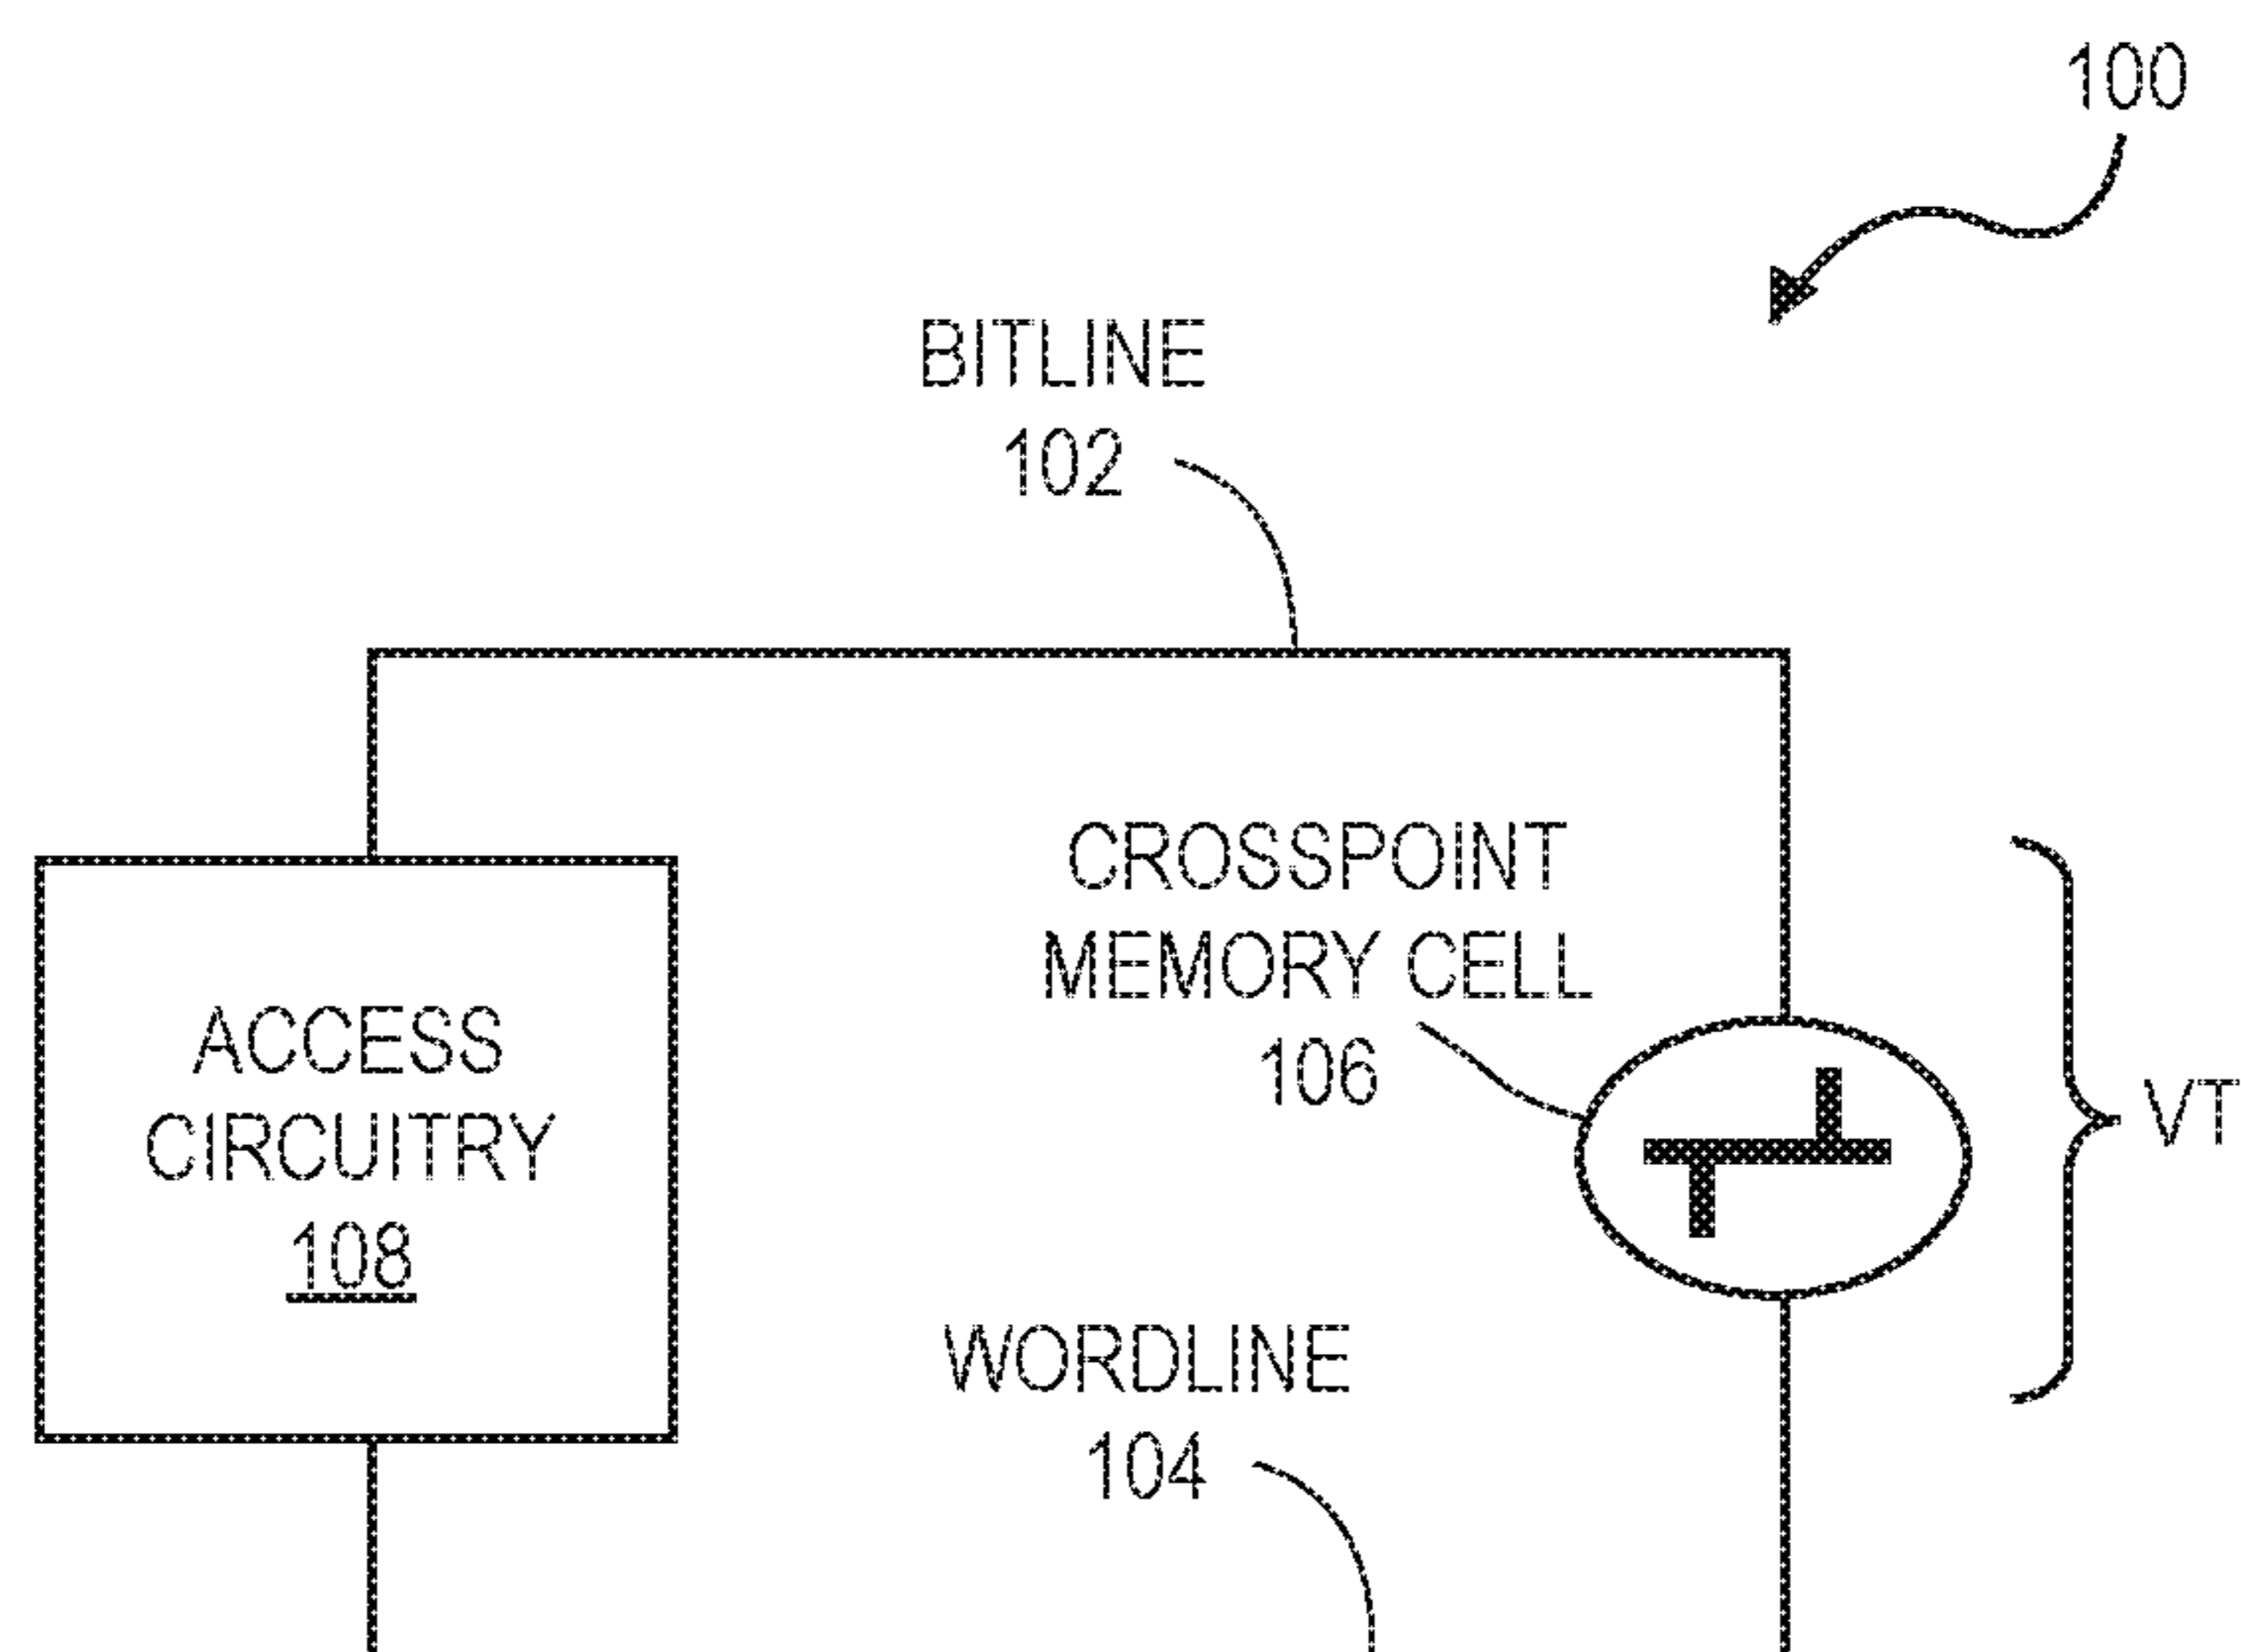 100
BITLINE
102
CROSSPOINT
MEMORY CELL
106
ACCESS
CIRCUITRY
108
VT
WORDLINE
104